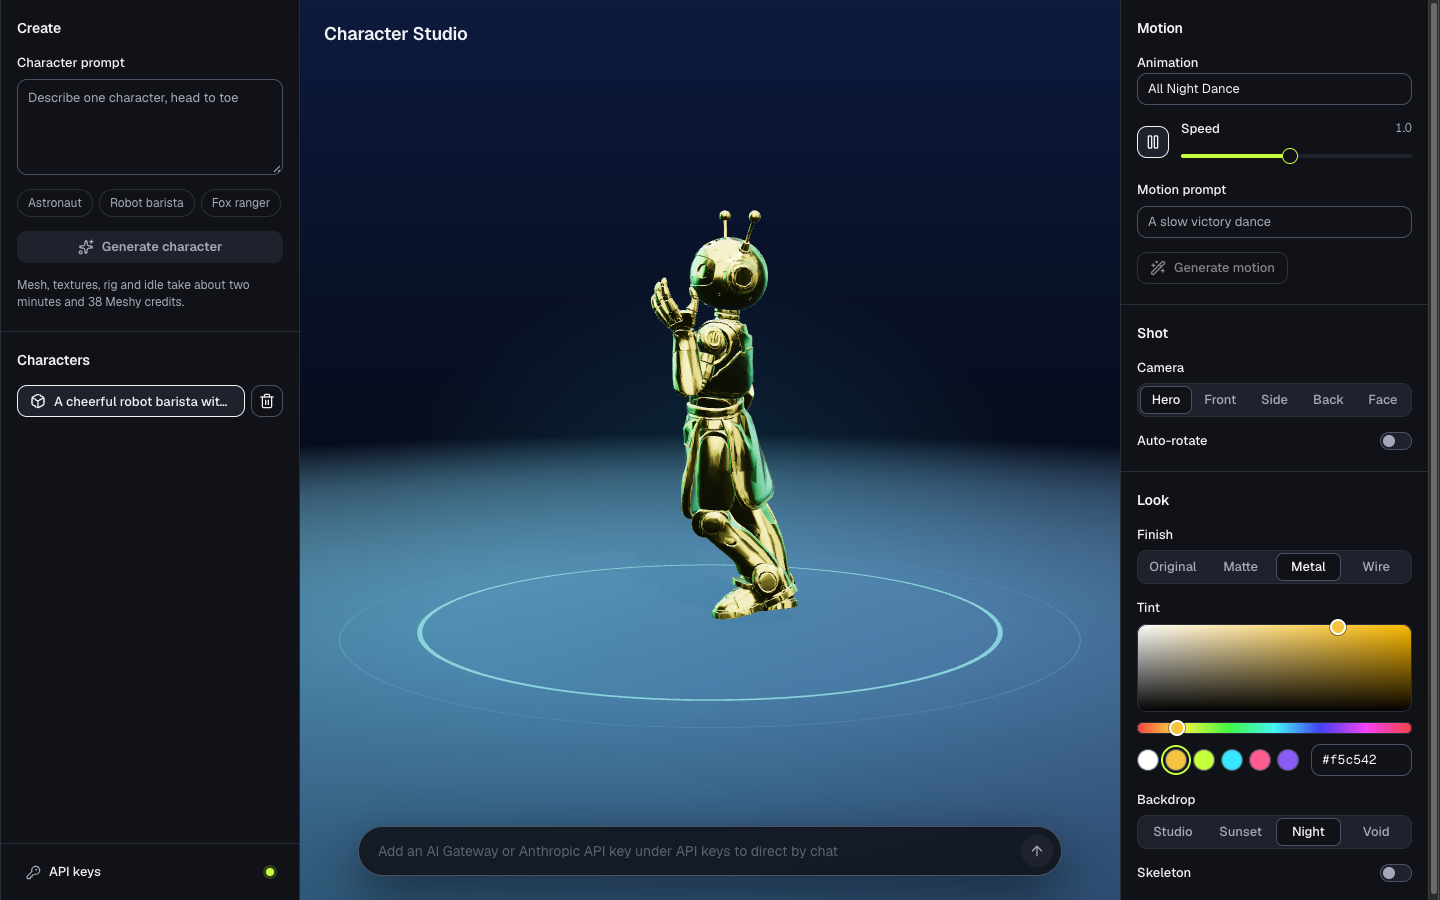 Create
Character prompt
Describe one character, head to toe
Astronaut
Robot barista
Fox ranger
Generate character
Mesh, textures, rig and idle take about two
minutes and 38 Meshy credits.
Characters
A cheerful robot barista wit...
API keys
Character Studio
Add an AI Gateway or Anthropic API key under API keys to direct by chat
Motion
Animation
All Night Dance
Speed
1.0
Motion prompt
A slow victory dance
Generate motion
Shot
Camera
Hero
Front
Side
Back
Face
Auto-rotate
Look
Finish
Original
Matte
Metal
Wire
Tint
#f5c542
Backdrop
Studio
Sunset
Night
Void
Skeleton